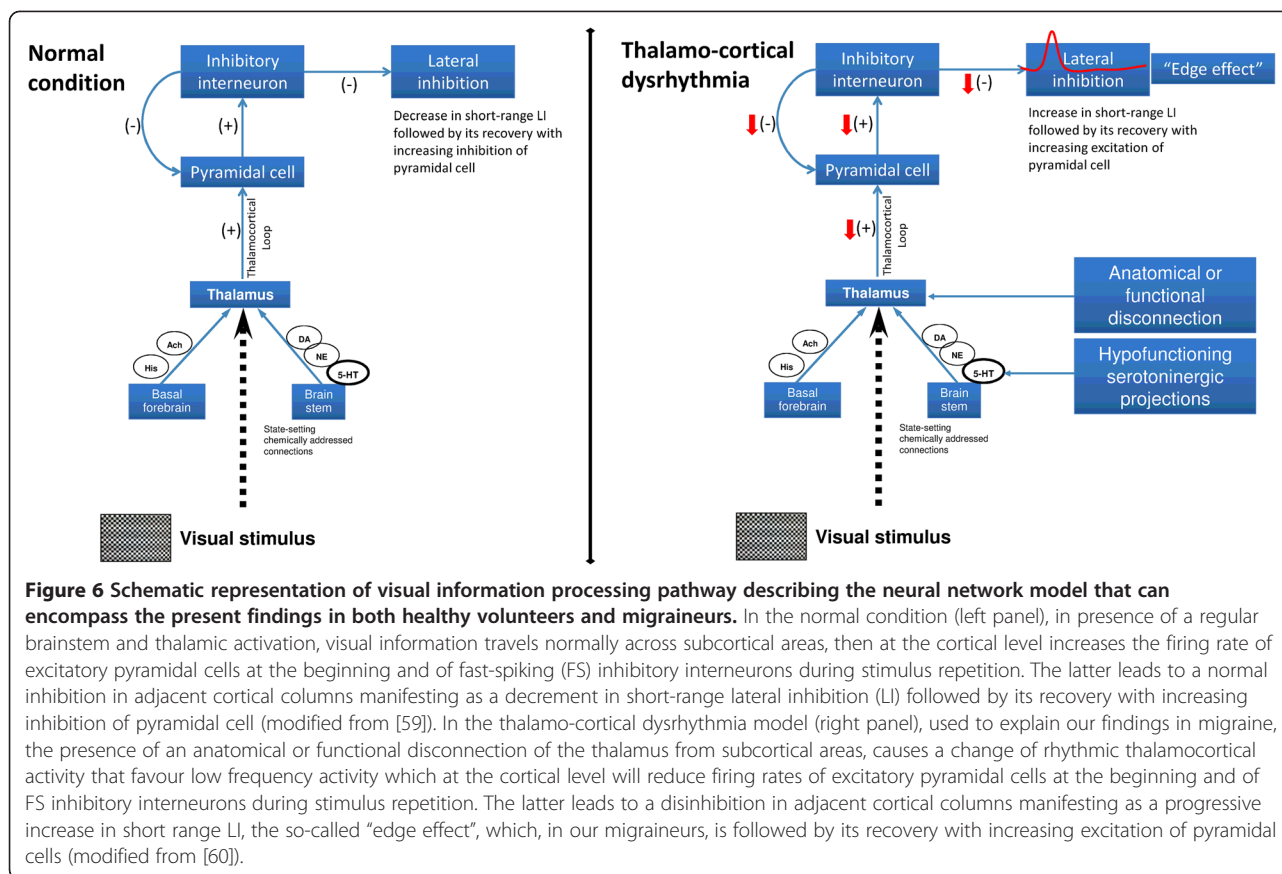 Normal
condition
Inhibitory
interneuron
(-)
Lateral
inhibition
Decrease in short-range LI
followed by its recovery with
increasing inhibition of
pyramidal cell
(-)
(+)
Pyramidal cell
(+)
Thalamocortical
Loop
Thalamus
Ach
His
DA
NE
5-HT
Basal
forebrain
Brain
stem
State-setting
chemically addressed
connections
Visual stimulus
Thalamo-cortical
dysrhythmia
Inhibitory
interneuron
(-)
Lateral
inhibition
“Edge effect”
Increase in short-range LI
followed by its recovery with
increasing excitation of
pyramidal cell
(-)
(+)
Pyramidal cell
(+)
Thalamocortical
Loop
Thalamus
Anatomical or
functional
disconnection
Ach
His
DA
NE
5-HT
Hypofunctioning
serotoninergic
projections
Basal
forebrain
Brain
stem
State-setting
chemically addressed
connections
Visual stimulus
Figure 6 Schematic representation of visual information processing pathway describing the neural network model that can
encompass the present findings in both healthy volunteers and migraineurs. In the normal condition (left panel), in presence of a regular
brainstem and thalamic activation, visual information travels normally across subcortical areas, then at the cortical level increases the firing rate of
excitatory pyramidal cells at the beginning and of fast-spiking (FS) inhibitory interneurons during stimulus repetition. The latter leads to a normal
inhibition in adjacent cortical columns manifesting as a decrement in short-range lateral inhibition (LI) followed by its recovery with increasing
inhibition of pyramidal cell (modified from [59]). In the thalamo-cortical dysrhythmia model (right panel), used to explain our findings in migraine,
the presence of an anatomical or functional disconnection of the thalamus from subcortical areas, causes a change of rhythmic thalamocortical
activity that favour low frequency activity which at the cortical level will reduce firing rates of excitatory pyramidal cells at the beginning and of
FS inhibitory interneurons during stimulus repetition. The latter leads to a disinhibition in adjacent cortical columns manifesting as a progressive
increase in short range LI, the so-called “edge effect”, which, in our migraineurs, is followed by its recovery with increasing excitation of pyramidal
cells (modified from [60]).